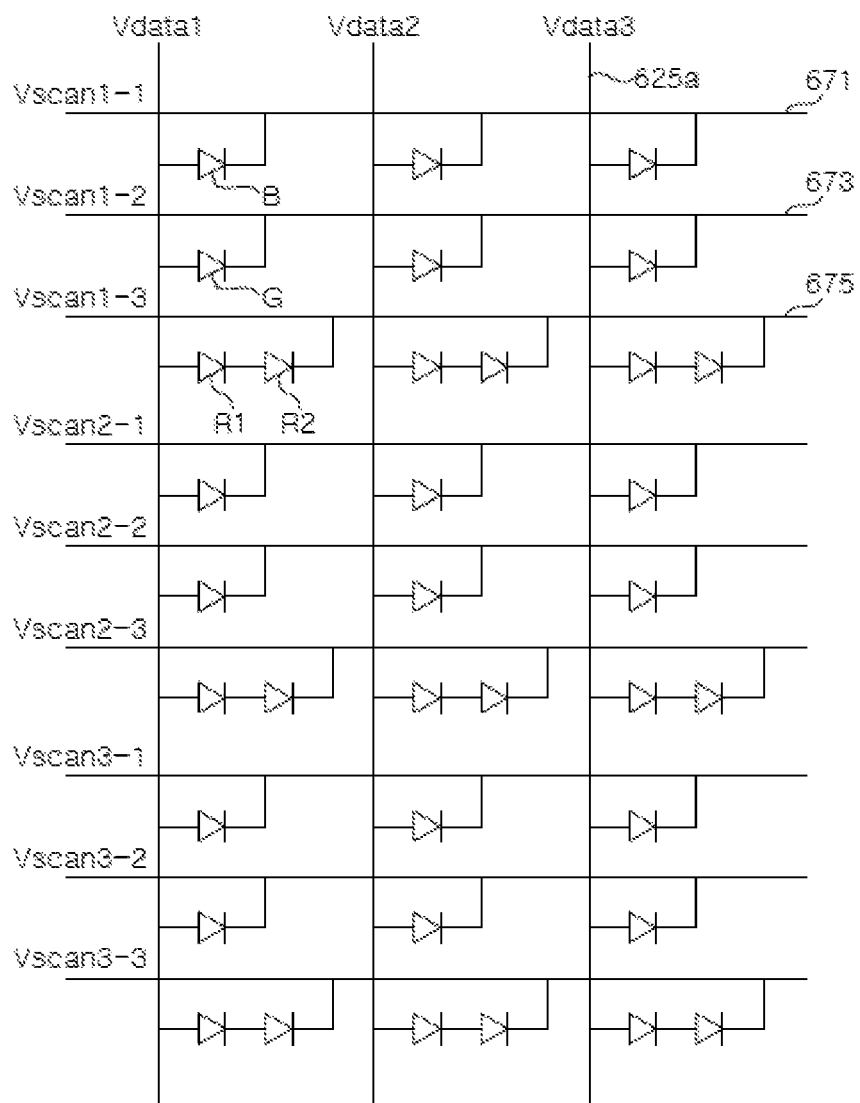 Vdata1 Vdata2 Vdata3
625a
671
Vscan1-1
B
673
Vscan1-2
G
675
Vscan1-3
R1 R2
Vscan2-1
Vscan2-2
Vscan2-3
Vscan3-1
Vscan3-2
Vscan3-3